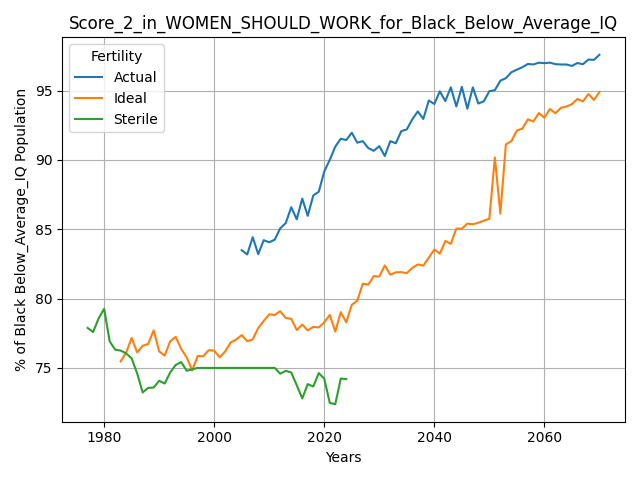 Score_2_in_WOMEN_SHOULD_WORK_for_Black_Below_Average_IQ
Fertility
Actual
Ideal
Sterile
% of Black Below_Average_IQ Population
95
90
85
80
75
1980
2000
2020
2040
2060
Years